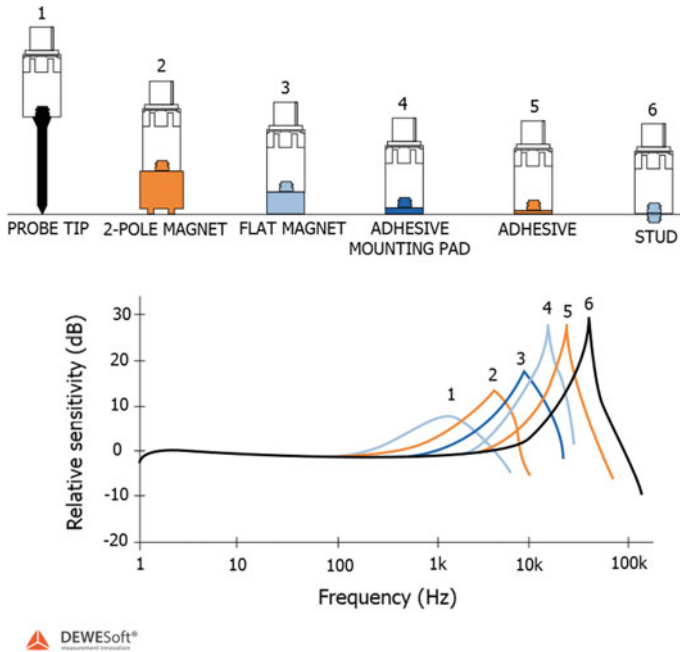 1
2
3
4
5
6
PROBE TIP
2-POLE MAGNET
FLAT MAGNET
ADHESIVE
MOUNTING PAD
ADHESIVE
STUD
Relative sensitivity (dB)
30
20
10
0
-10
-20
1
2
3
4
5
6
1
10
100
1k
10k
100k
Frequency (Hz)
DEWESoft®
measurement innovation